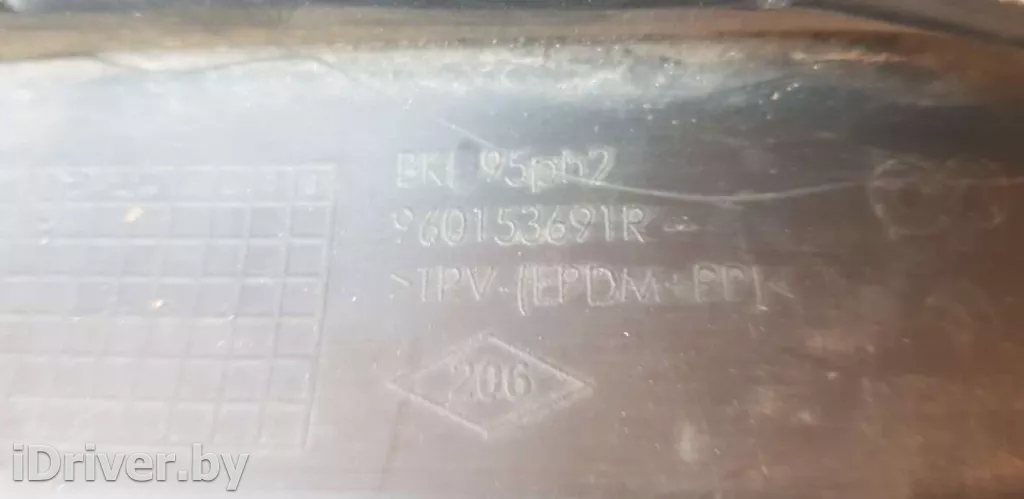 95ph2
960153691R
>TPV-(EPDM+PP)<
206
iDriver.by